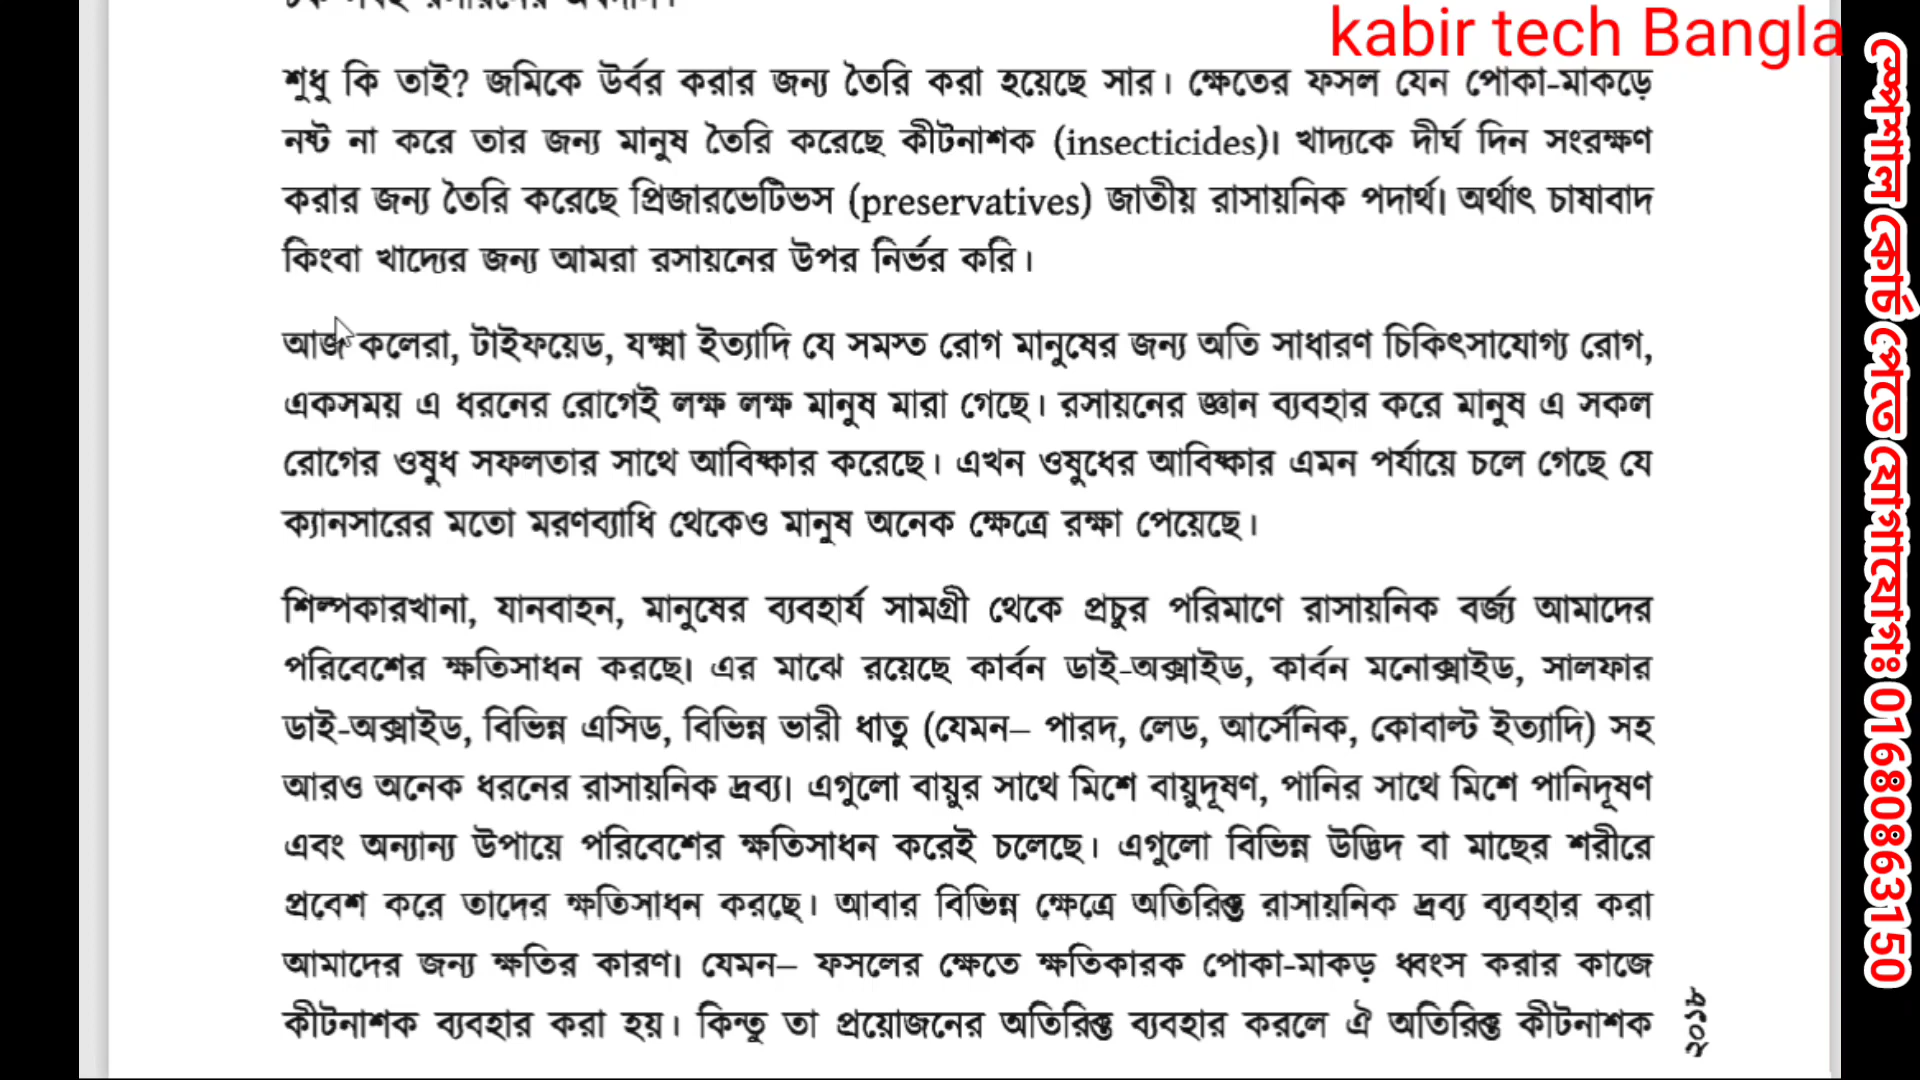 kabir tech Bangla
শুধু কি তাই? জমিকে উর্বর করার জন্য তৈরি করা হয়েছে সার। ক্ষেতের ফসল যেন পোকা-মাকড়ে
নষ্ট না করে তার জন্য মানুষ তৈরি করেছে কীটনাশক (insecticides)। খাদ্যকে দীর্ঘ দিন সংরক্ষণ
করার জন্য তৈরি করেছে প্রিজারভেটিভস (preservatives) জাতীয় রাসায়নিক পদার্থ। অর্থাৎ চাষাবাদ
কিংবা খাদ্যের জন্য আমরা রসায়নের উপর নির্ভর করি।
আজ কলেরা, টাইফয়েড, যক্ষ্মা ইত্যাদি যে সমস্ত রোগ মানুষের জন্য অতি সাধারণ চিকিৎসাযোগ্য রোগ,
একসময় এ ধরনের রোগেই লক্ষ লক্ষ মানুষ মারা গেছে। রসায়নের জ্ঞান ব্যবহার করে মানুষ এ সকল
রোগের ওষুধ সফলতার সাথে আবিষ্কার করেছে। এখন ওষুধের আবিষ্কার এমন পর্যায়ে চলে গেছে যে
ক্যানসারের মতো মরণব্যাধি থেকেও মানুষ অনেক ক্ষেত্রে রক্ষা পেয়েছে।
শিল্পকারখানা, যানবাহন, মানুষের ব্যবহার্য সামগ্রী থেকে প্রচুর পরিমাণে রাসায়নিক বর্জ্য আমাদের
পরিবেশের ক্ষতিসাধন করছে। এর মাঝে রয়েছে কার্বন ডাই-অক্সাইড, কার্বন মনোক্সাইড, সালফার
ডাই-অক্সাইড, বিভিন্ন এসিড, বিভিন্ন ভারী ধাতু (যেমন– পারদ, লেড, আর্সেনিক, কোবাল্ট ইত্যাদি) সহ
আরও অনেক ধরনের রাসায়নিক দ্রব্য। এগুলো বায়ুর সাথে মিশে বায়ুদূষণ, পানির সাথে মিশে পানিদূষণ
এবং অন্যান্য উপায়ে পরিবেশের ক্ষতিসাধন করেই চলেছে। এগুলো বিভিন্ন উদ্ভিদ বা মাছের শরীরে
প্রবেশ করে তাদের ক্ষতিসাধন করছে। আবার বিভিন্ন ক্ষেত্রে অতিরিক্ত রাসায়নিক দ্রব্য ব্যবহার করা
আমাদের জন্য ক্ষতির কারণ। যেমন– ফসলের ক্ষেতে ক্ষতিকারক পোকা-মাকড় ধ্বংস করার কাজে
কীটনাশক ব্যবহার করা হয়। কিন্তু তা প্রয়োজনের অতিরিক্ত ব্যবহার করলে ঐ অতিরিক্ত কীটনাশক
২০১৮
স্পেশাল কোর্চ পেতে যোগাযোগঃ 01680863150